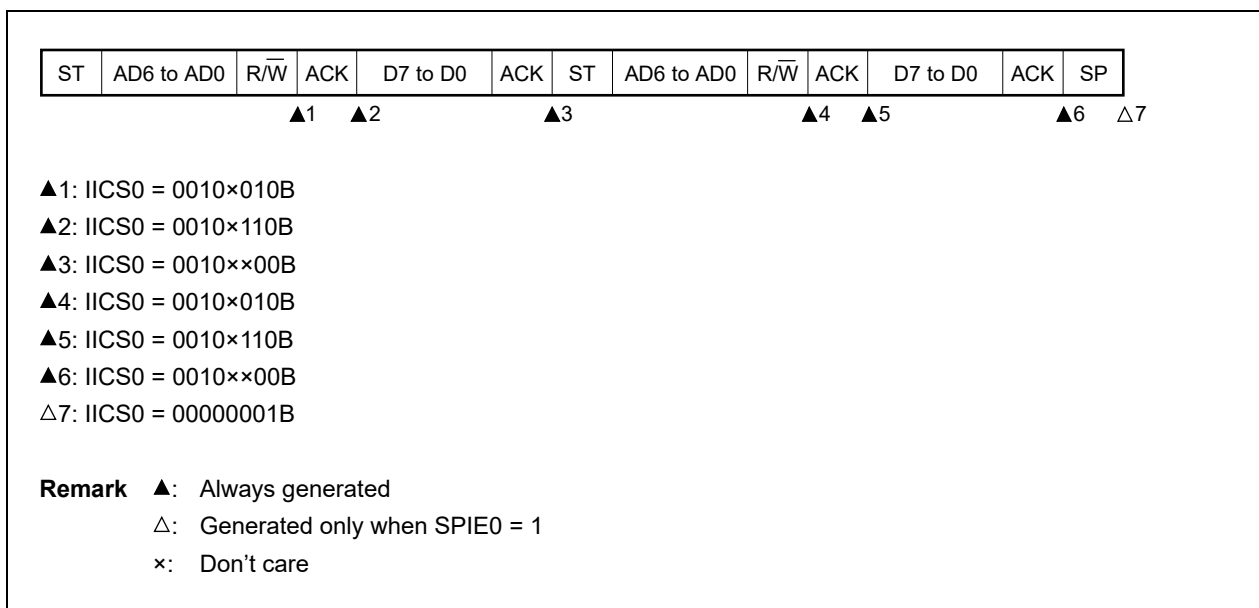 ST AD6 to AD0 R/W̅ ACK D7 to D0 ACK ST AD6 to AD0 R/W̅ ACK D7 to D0 ACK SP
▲1 ▲2 ▲3 ▲4 ▲5 ▲6 △7
▲1: IICS0 = 0010×010B
▲2: IICS0 = 0010×110B
▲3: IICS0 = 0010××00B
▲4: IICS0 = 0010×010B
▲5: IICS0 = 0010×110B
▲6: IICS0 = 0010××00B
△7: IICS0 = 00000001B
Remark ▲: Always generated
△: Generated only when SPIE0 = 1
×: Don’t care